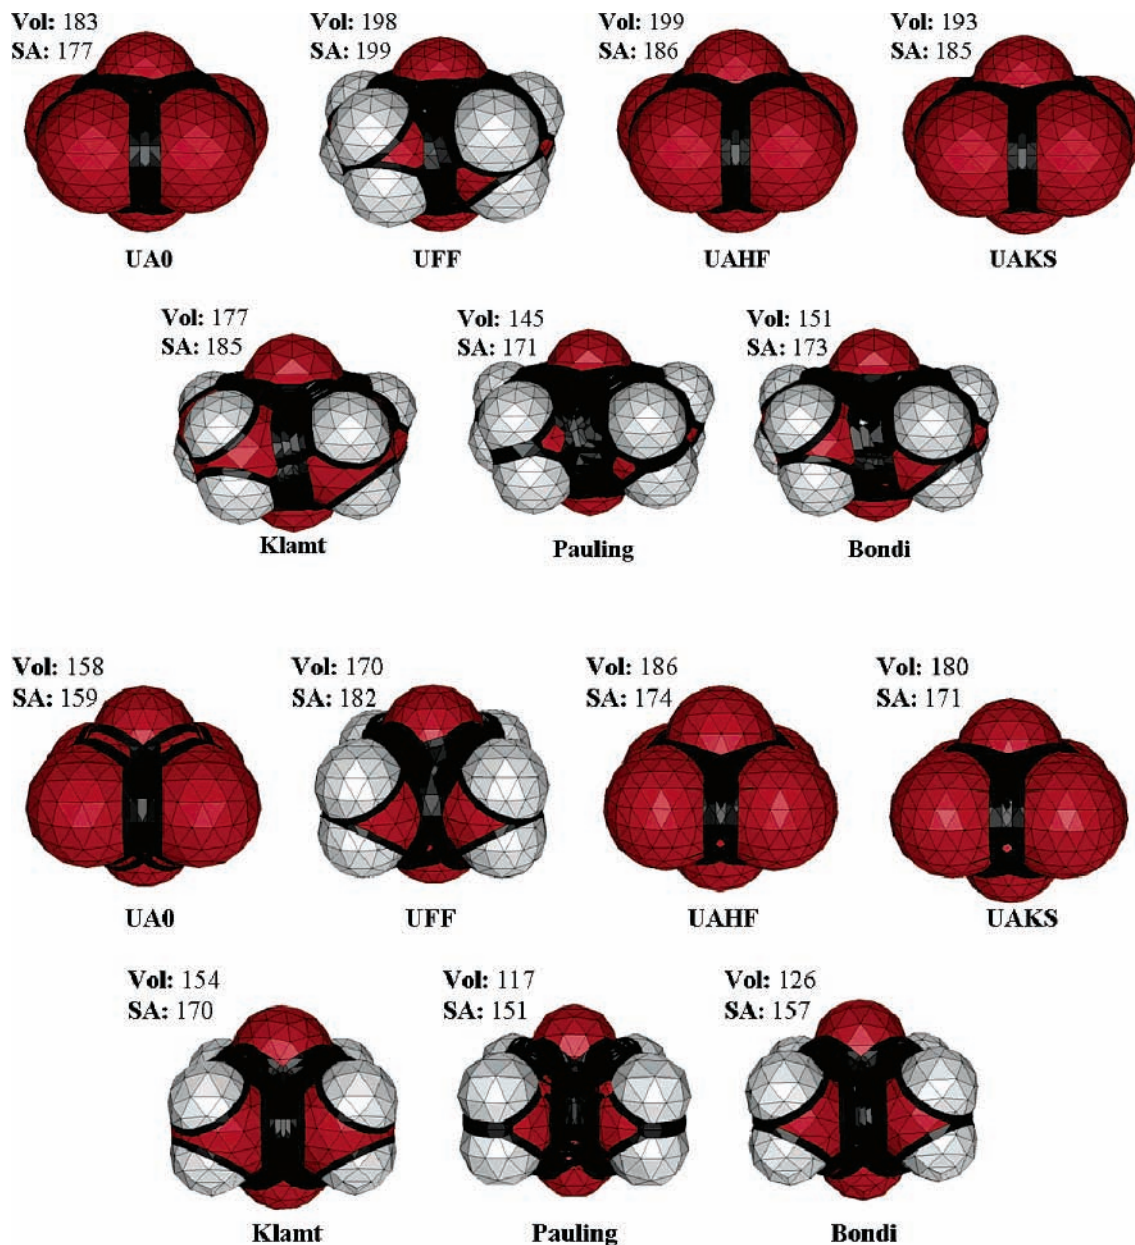 Vol: 183
SA: 177
UA0
Vol: 198
SA: 199
UFF
Vol: 199
SA: 186
UAHF
Vol: 193
SA: 185
UAKS
Vol: 177
SA: 185
Klamt
Vol: 145
SA: 171
Pauling
Vol: 151
SA: 173
Bondi
Vol: 158
SA: 159
UA0
Vol: 170
SA: 182
UFF
Vol: 186
SA: 174
UAHF
Vol: 180
SA: 171
UAKS
Vol: 154
SA: 170
Klamt
Vol: 117
SA: 151
Pauling
Vol: 126
SA: 157
Bondi